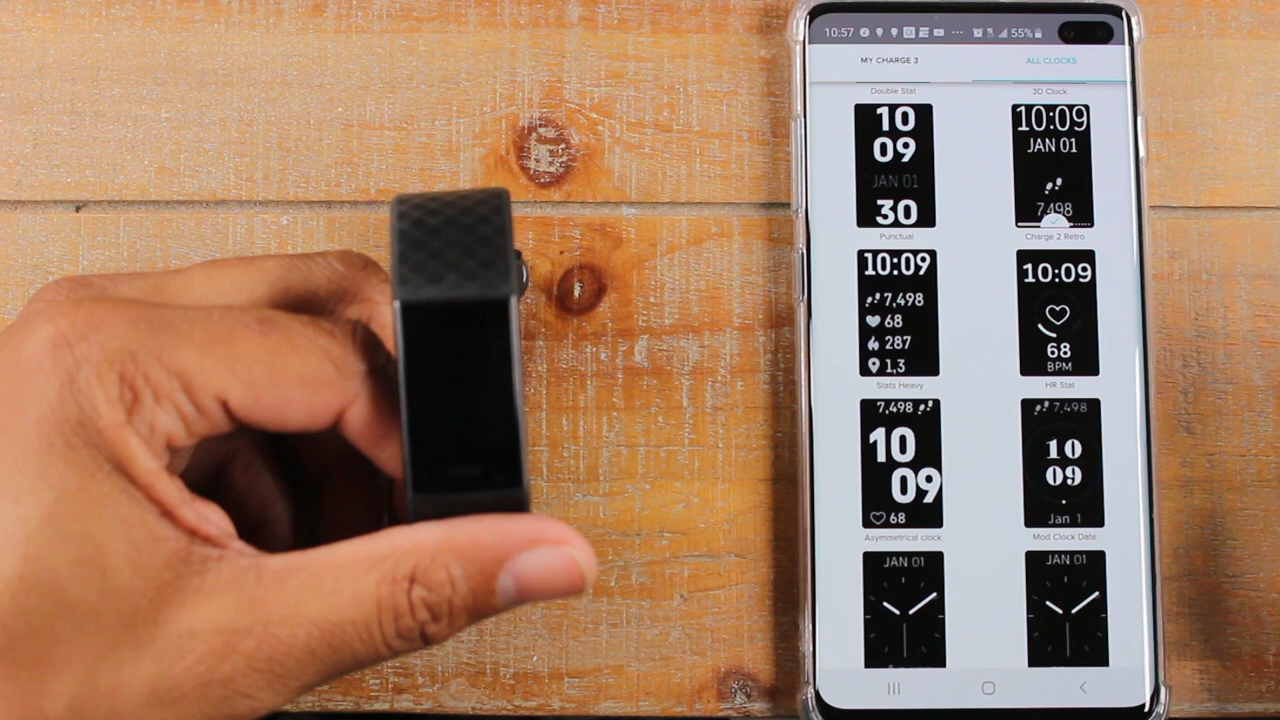 10:57
55%
MY CHARGE 3
ALL CLOCKS
Double Stat
3D Clock
10
09
JAN 01
30
10:09
JAN 01
7,498
Punctual
Charge 2 Retro
10:09
7,498
68
287
1,3
10:09
68
BPM
Stats Heavy
HR Stat
7,498
10
09
68
7,498
10
09
Jan 1
Asymmetrical clock
Mod Clock Date
JAN 01
JAN 01